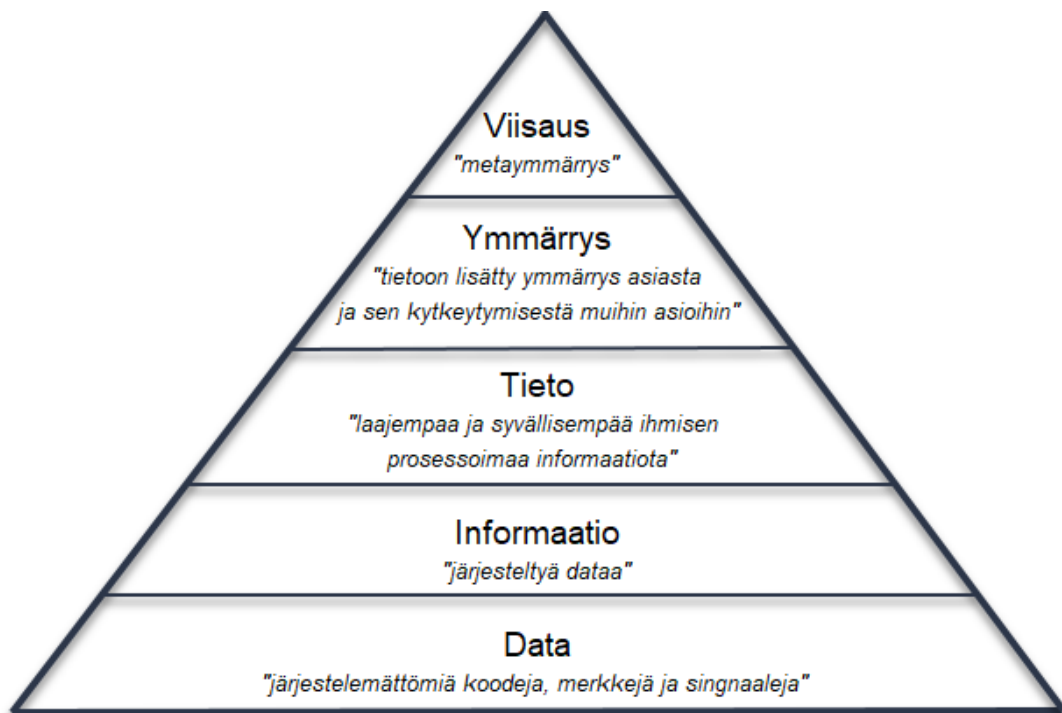 Viisaus
"metaymmärrys"
Ymmärrys
"tietoon lisätty ymmärrys asiasta
ja sen kytkeytymisestä muihin asioihin"
Tieto
"laajempaa ja syvällisempää ihmisen
prosessoimaa informaatiota"
Informaatio
"järjesteltyä dataa"
Data
"järjestelemättömiä koodeja, merkkejä ja singnaaleja"